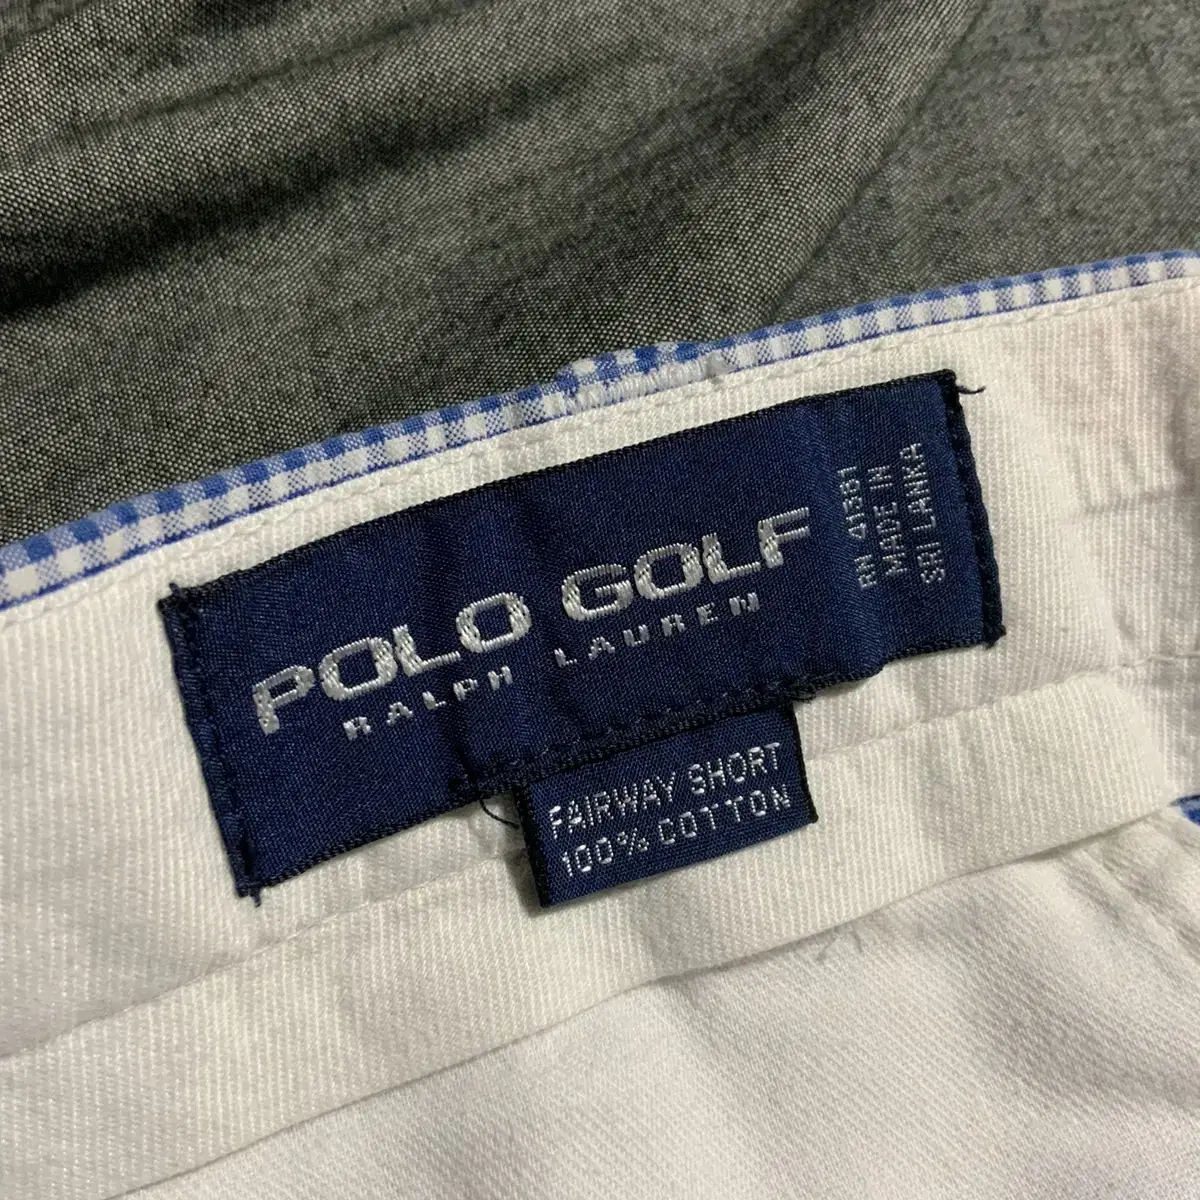 POLO GOLF
RALPH LAUREN
RN 41381
MADE IN
SRI LANKA
FAIRWAY SHORT
100% COTTON